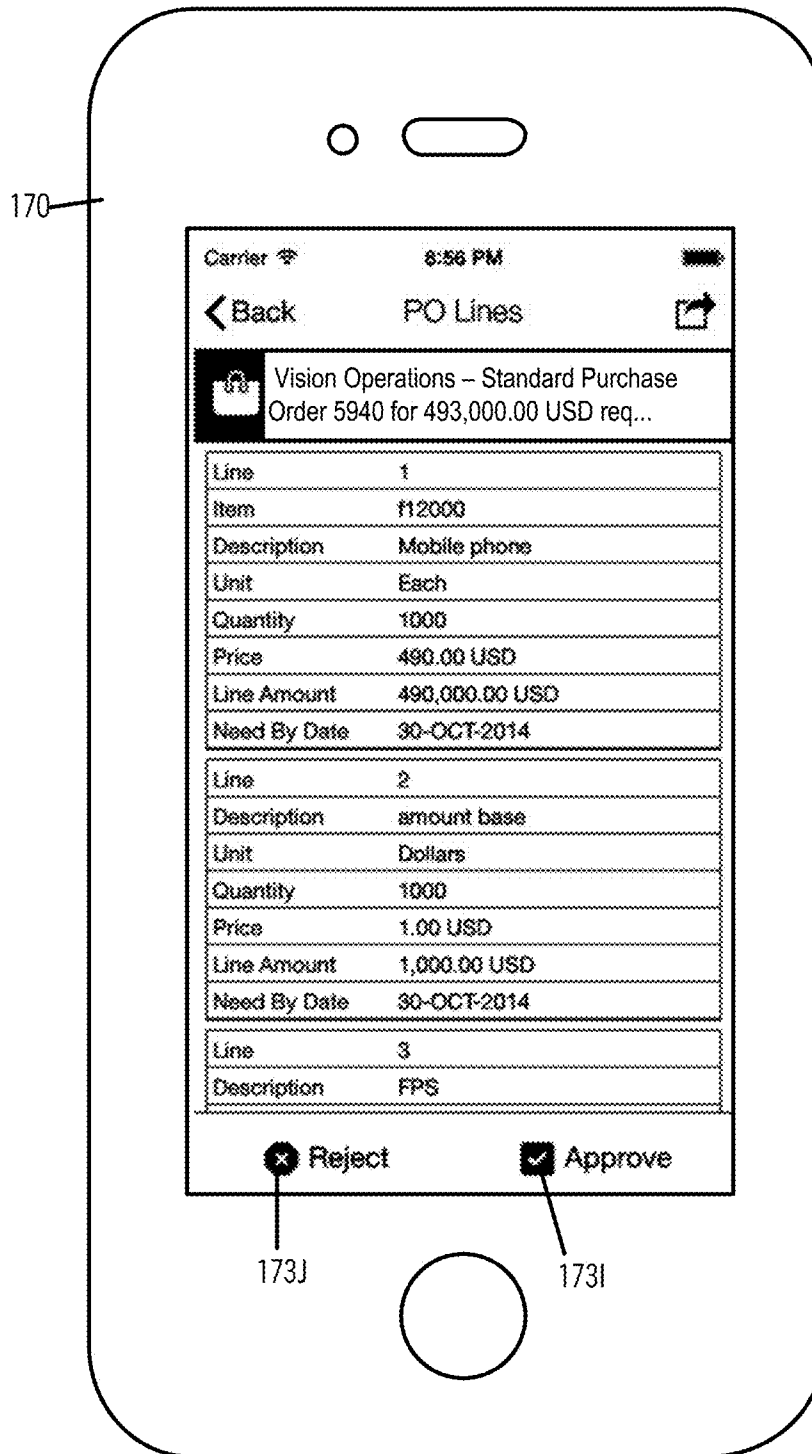 170
Carrier 8:56 PM
Back PO Lines
Vision Operations – Standard Purchase
Order 5940 for 493,000.00 USD req...
Line 1
Item f12000
Description Mobile phone
Unit Each
Quantity 1000
Price 490.00 USD
Line Amount 490,000.00 USD
Need By Date 30-OCT-2014
Line 2
Description amount base
Unit Dollars
Quantity 1000
Price 1.00 USD
Line Amount 1,000.00 USD
Need By Date 30-OCT-2014
Line 3
Description FPS
Reject Approve
173J 173I